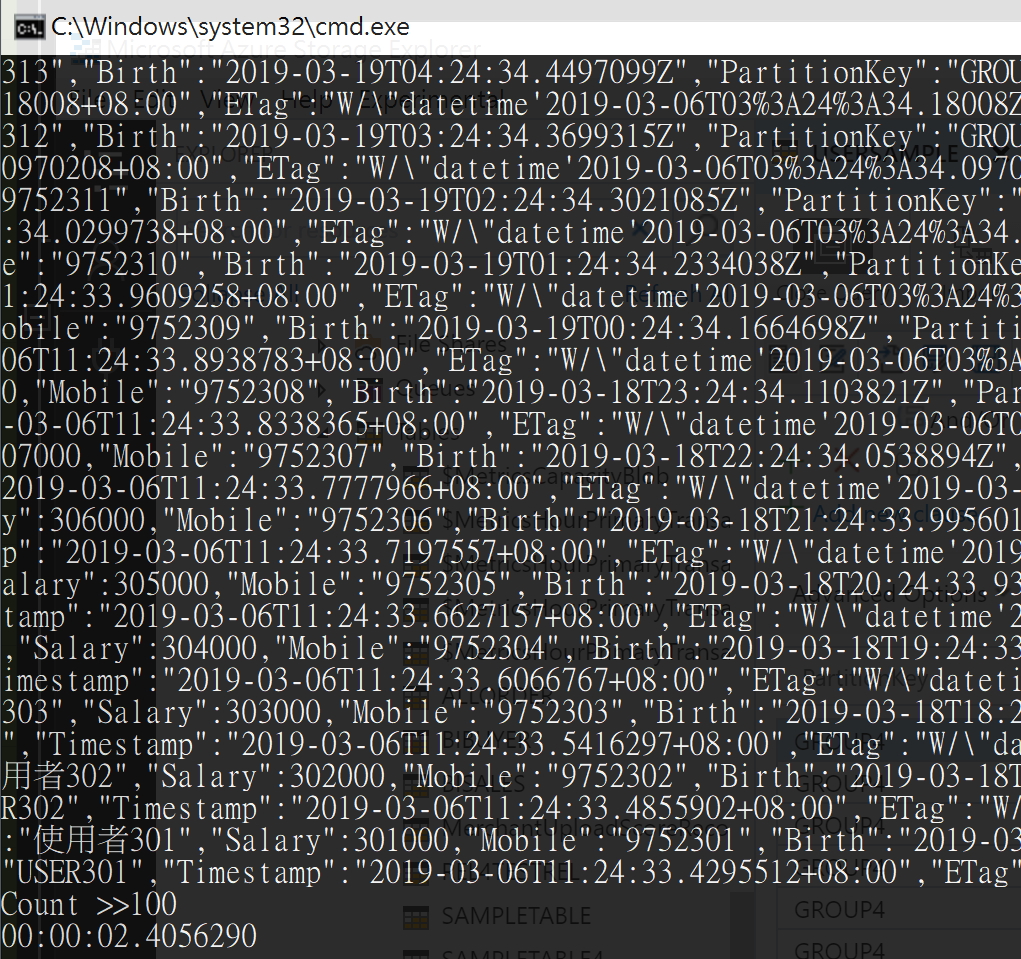 C:\Windows\system32\cmd.exe
Microsoft Azure Storage Explorer
313","Birth":"2019-03-19T04:24:34.4497099Z","PartitionKey":"GROU
18008+08:00","ETag":"W/\"datetime'2019-03-06T03%3A24%3A34.18008Z
312","Birth":"2019-03-19T03:24:34.3699315Z","PartitionKey":"GROU
0970208+08:00","ETag":"W/\"datetime'2019-03-06T03%3A24%3A34.0970
9752311","Birth":"2019-03-19T02:24:34.3021085Z","PartitionKey":"
:34.0299738+08:00","ETag":"W/\"datetime'2019-03-06T03%3A24%3A34.
e":"9752310","Birth":"2019-03-19T01:24:34.2334038Z","PartitionKe
1:24:33.9609258+08:00","ETag":"W/\"datetime'2019-03-06T03%3A24%3
obile":"9752309","Birth":"2019-03-19T00:24:34.1664698Z","Partiti
06T11:24:33.8938783+08:00","ETag":"W/\"datetime'2019-03-06T03%3A
0,"Mobile":"9752308","Birth":"2019-03-18T23:24:34.1103821Z","Par
-03-06T11:24:33.8338365+08:00","ETag":"W/\"datetime'2019-03-06T0
07000,"Mobile":"9752307","Birth":"2019-03-18T22:24:34.0538894Z",
2019-03-06T11:24:33.7777966+08:00","ETag":"W/\"datetime'2019-03-
y":306000,"Mobile":"9752306","Birth":"2019-03-18T21:24:33.995601
p":"2019-03-06T11:24:33.7197557+08:00","ETag":"W/\"datetime'2019
alary":305000,"Mobile":"9752305","Birth":"2019-03-18T20:24:33.93
tamp":"2019-03-06T11:24:33.6627157+08:00","ETag":"W/\"datetime'2
,"Salary":304000,"Mobile":"9752304","Birth":"2019-03-18T19:24:33
imestamp":"2019-03-06T11:24:33.6066767+08:00","ETag":"W/\"dateti
303","Salary":303000,"Mobile":"9752303","Birth":"2019-03-18T18:2
","Timestamp":"2019-03-06T11:24:33.5416297+08:00","ETag":"W/\"da
用者302","Salary":302000,"Mobile":"9752302","Birth":"2019-03-18T
R302","Timestamp":"2019-03-06T11:24:33.4855902+08:00","ETag":"W/
:"使用者301","Salary":301000,"Mobile":"9752301","Birth":"2019-03
"USER301","Timestamp":"2019-03-06T11:24:33.4295512+08:00","ETag"
Count >>100
00:00:02.4056290
SAMPLETABLE
GROUP4
SAMPLETABLE4
GROUP4